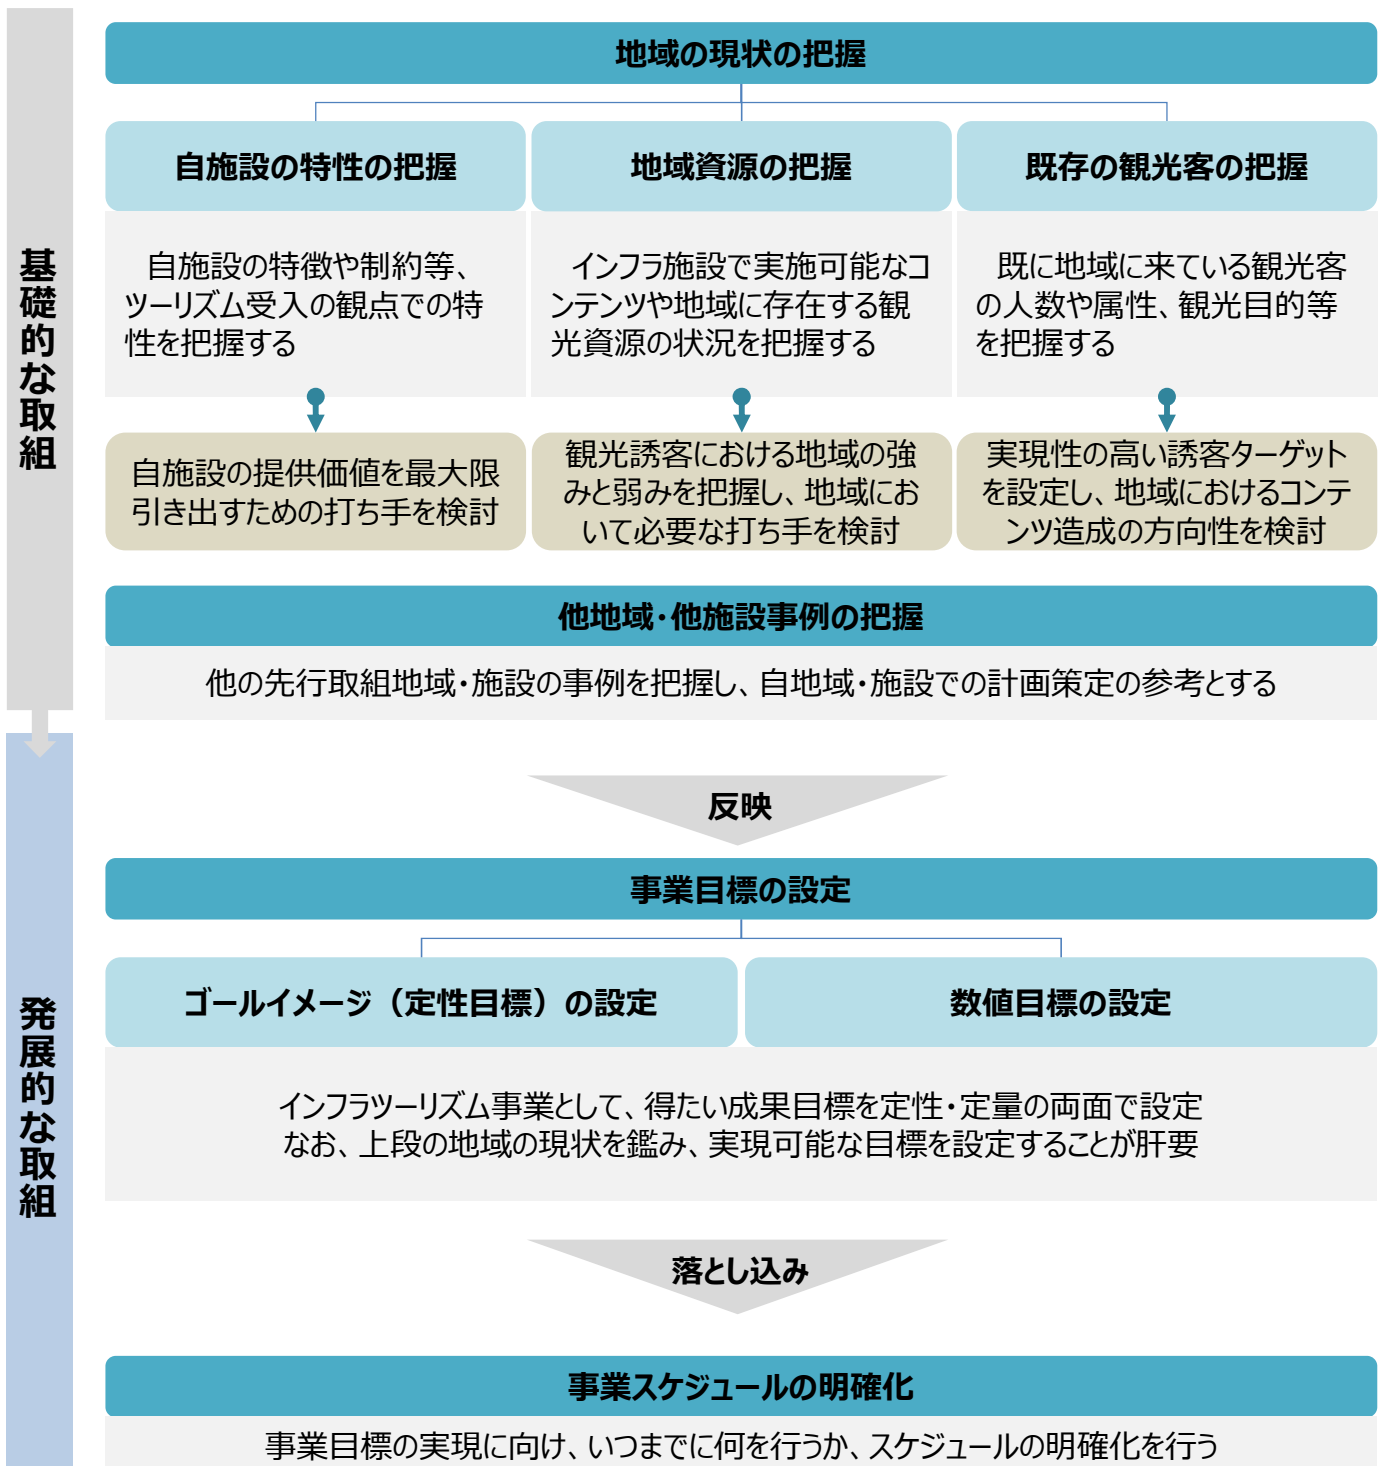 基礎的な取組
地域の現状の把握
自施設の特性の把握
自施設の特徴や制約等、
ツーリズム受入の観点での特
性を把握する
自施設の提供価値を最大限
引き出すための打ち手を検討
地域資源の把握
インフラ施設で実施可能なコ
ンテンツや地域に存在する観
光資源の状況を把握する
観光誘客における地域の強
みと弱みを把握し、地域にお
いて必要な打ち手を検討
既存の観光客の把握
既に地域に来ている観光客
の人数や属性、観光目的等
を把握する
実現性の高い誘客ターゲット
を設定し、地域におけるコンテ
ンツ造成の方向性を検討
他地域・他施設事例の把握
他の先行取組地域・施設の事例を把握し、自地域・施設での計画策定の参考とする
反映
発展的な取組
事業目標の設定
ゴールイメージ（定性目標）の設定
数値目標の設定
インフラツーリズム事業として、得たい成果目標を定性・定量の両面で設定
なお、上段の地域の現状を鑑み、実現可能な目標を設定することが肝要
落とし込み
事業スケジュールの明確化
事業目標の実現に向け、いつまでに何を行うか、スケジュールの明確化を行う